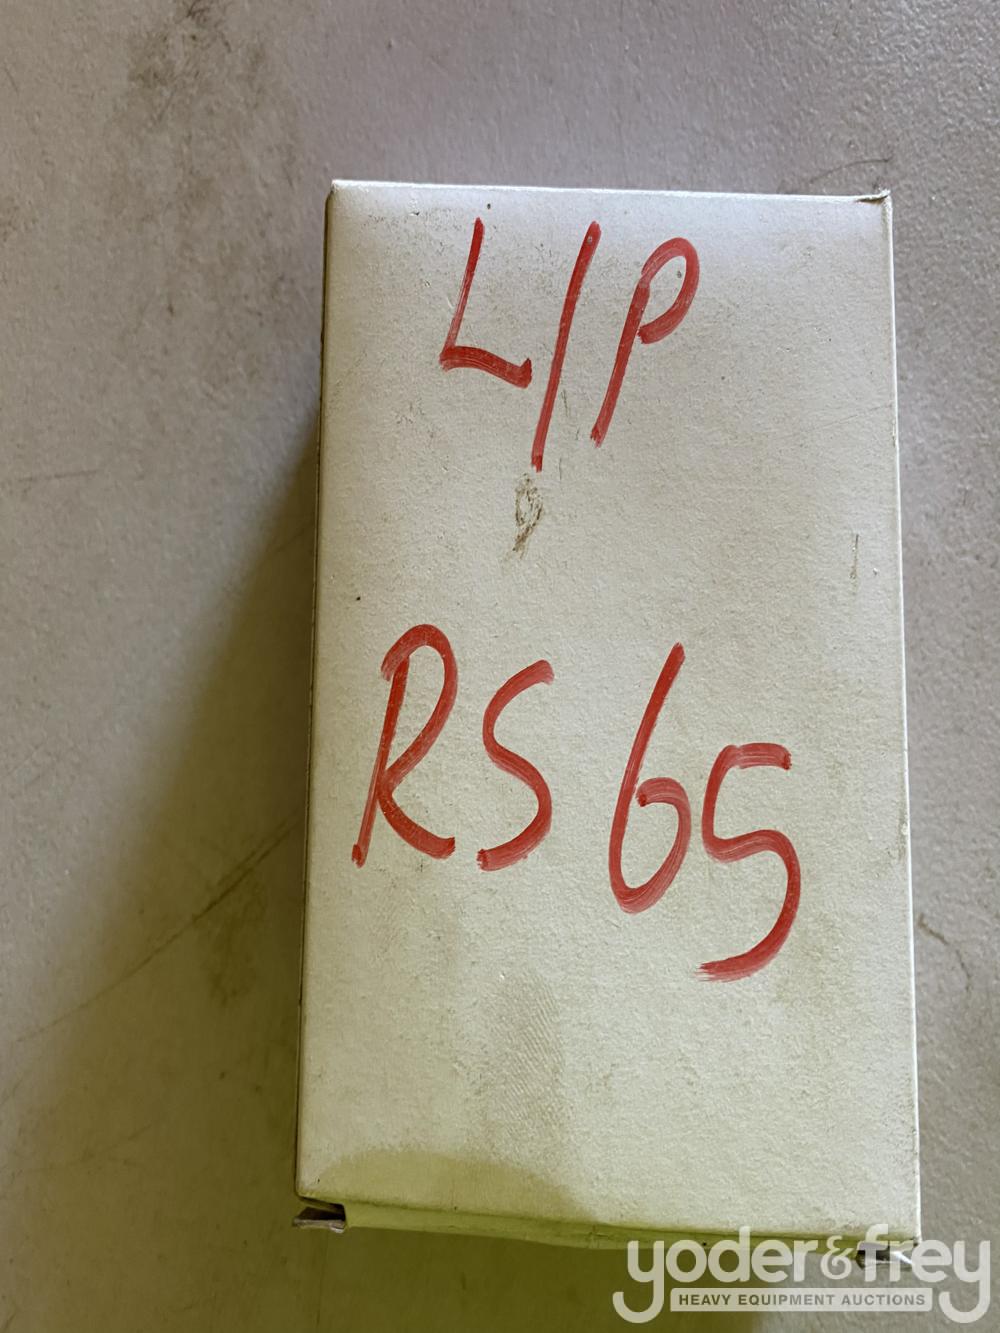 L/P
RS 65
yoder&frey
HEAVY EQUIPMENT AUCTIONS